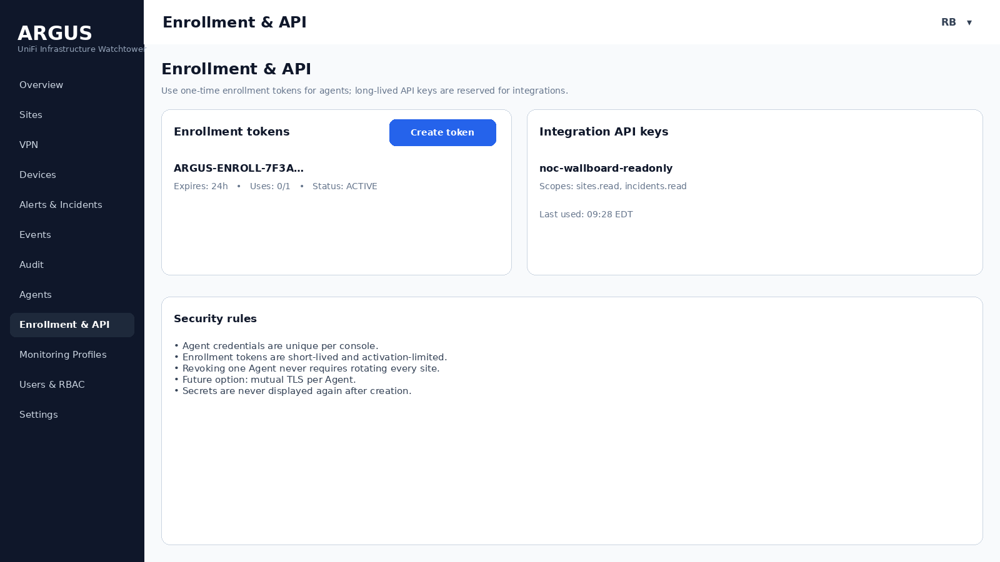 ARGUS
UniFi Infrastructure Watchtower
Overview
Sites
VPN
Devices
Alerts & Incidents
Events
Audit
Agents
Enrollment & API
Monitoring Profiles
Users & RBAC
Settings
Enrollment & API
RB ▾
Enrollment & API
Use one-time enrollment tokens for agents; long-lived API keys are reserved for integrations.
Enrollment tokens
Create token
ARGUS-ENROLL-7F3A…
Expires: 24h • Uses: 0/1 • Status: ACTIVE
Integration API keys
noc-wallboard-readonly
Scopes: sites.read, incidents.read
Last used: 09:28 EDT
Security rules
• Agent credentials are unique per console.
• Enrollment tokens are short-lived and activation-limited.
• Revoking one Agent never requires rotating every site.
• Future option: mutual TLS per Agent.
• Secrets are never displayed again after creation.